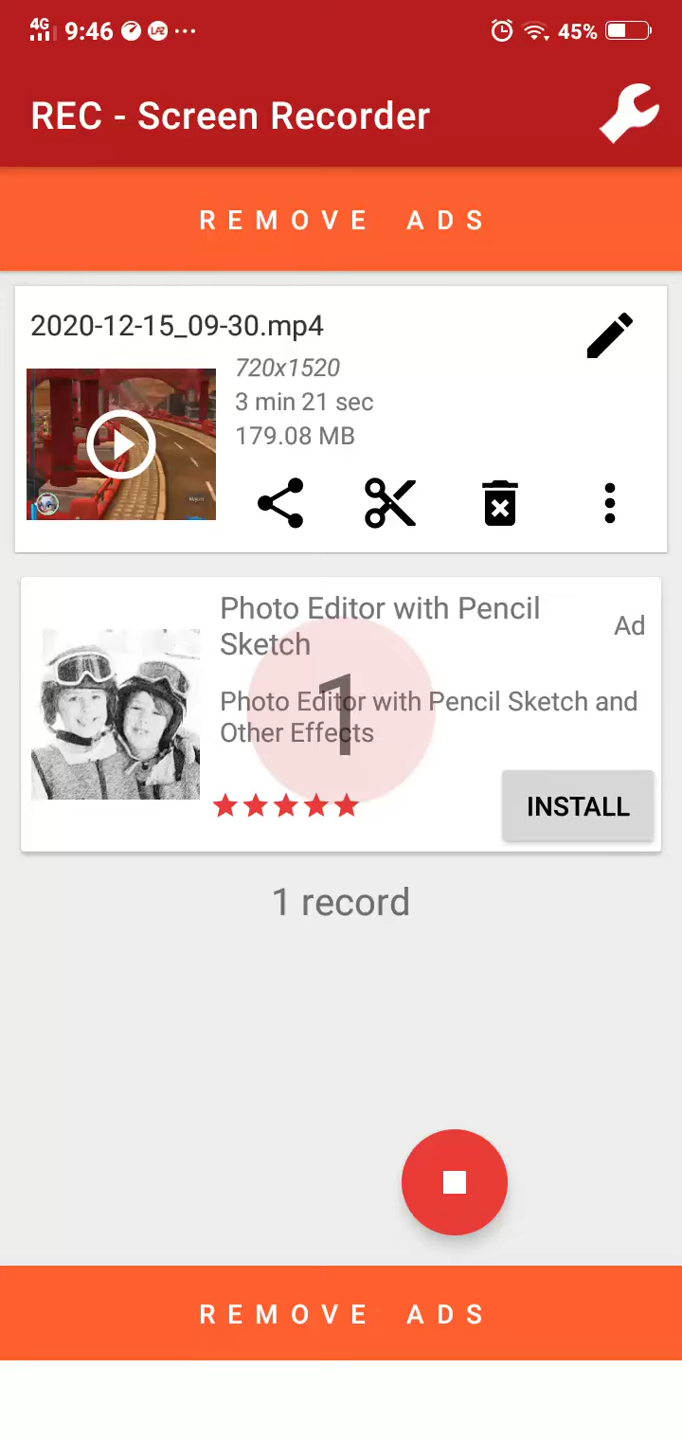 4G 9:46 LAZ 45%
REC - Screen Recorder
REMOVE ADS
2020-12-15_09-30.mp4
720x1520
3 min 21 sec
179.08 MB
Photo Editor with Pencil
Sketch
Ad
1
Photo Editor with Pencil Sketch and
Other Effects
INSTALL
1 record
REMOVE ADS